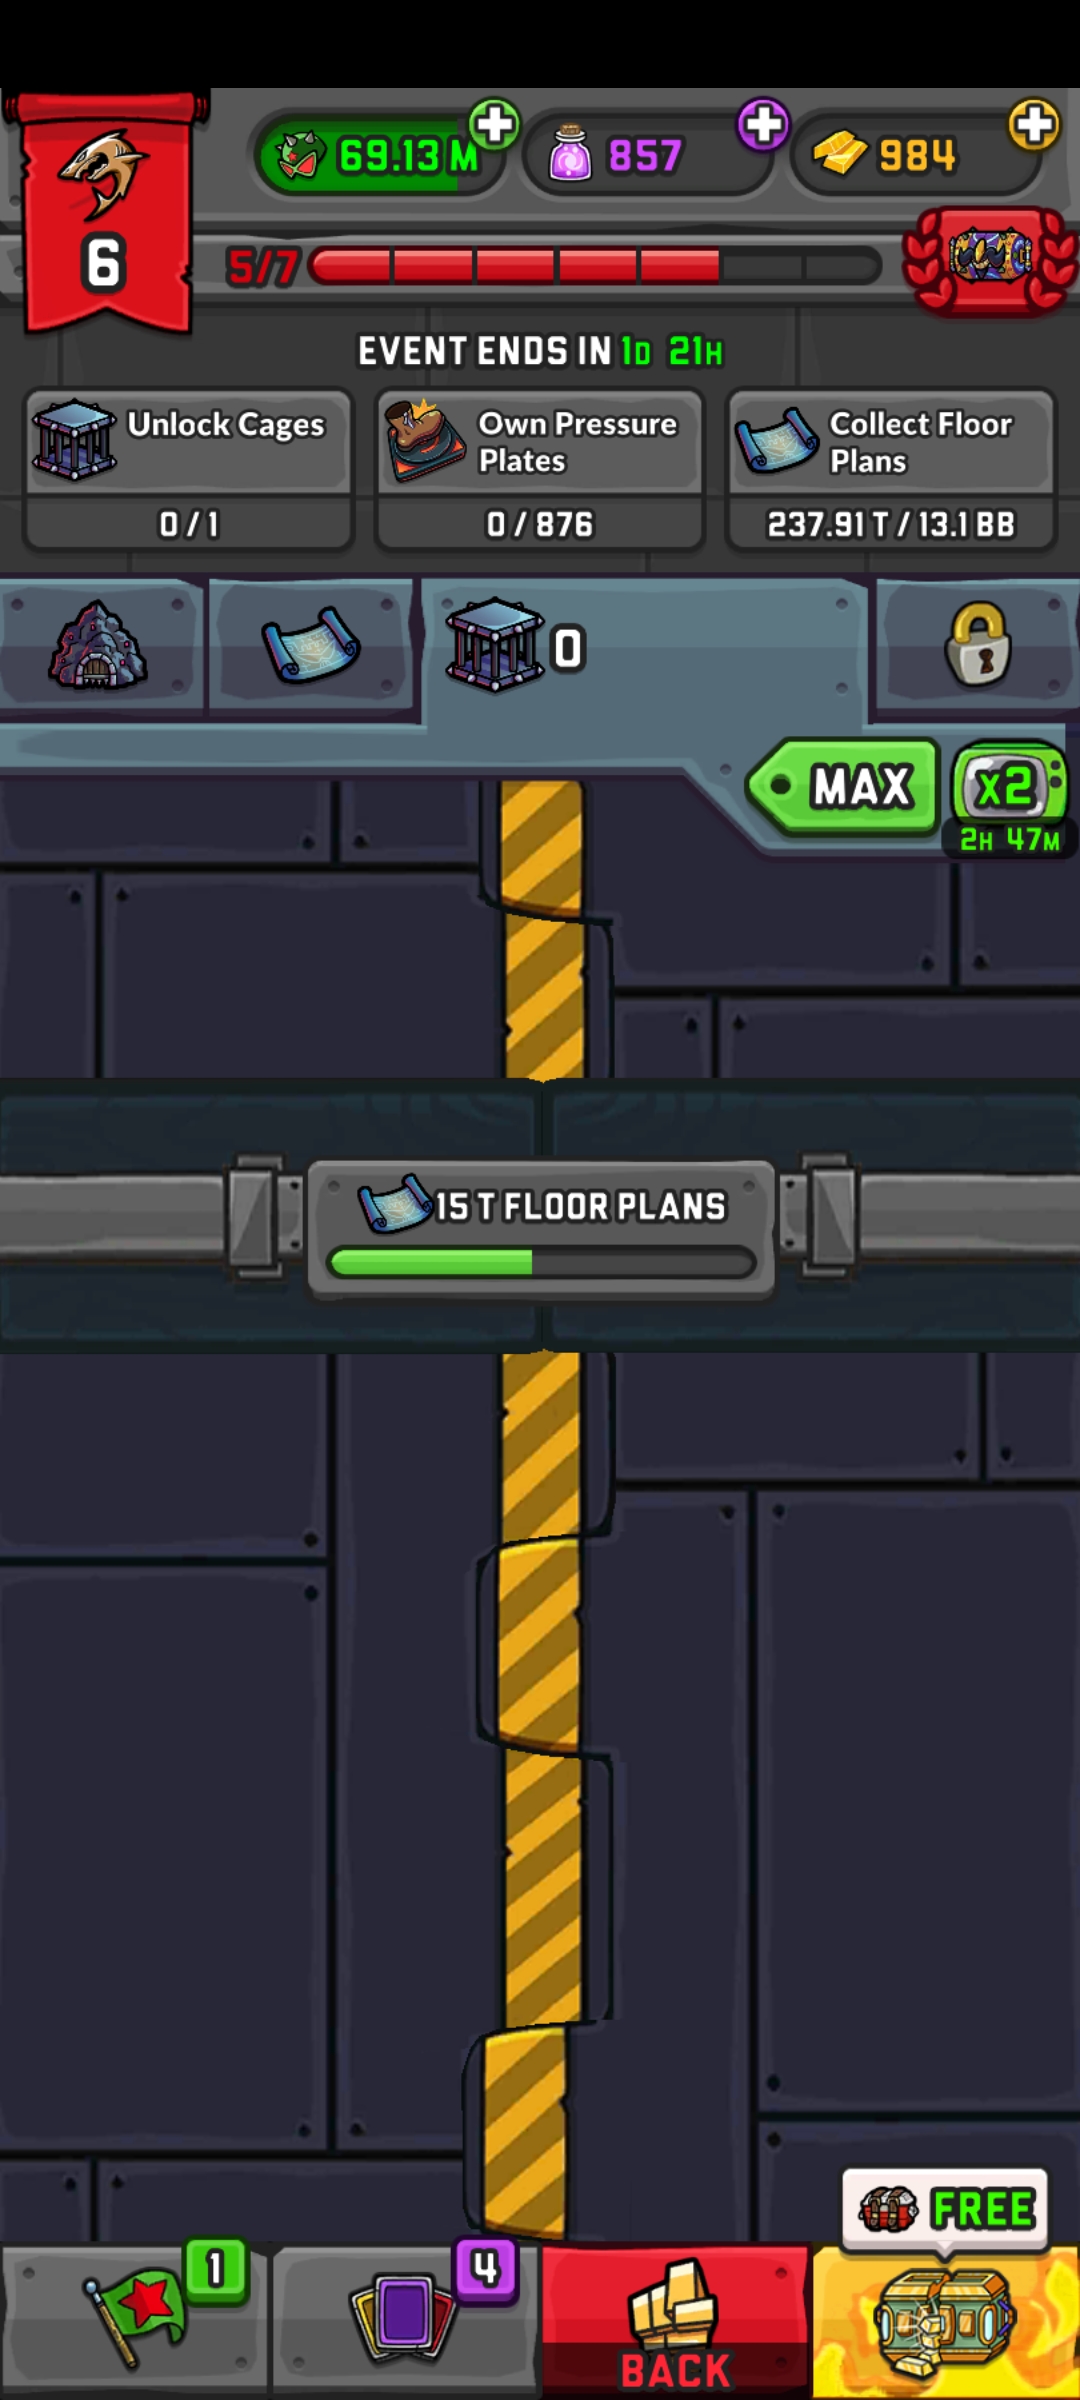 69.13 M
857
984
6
5/7
EVENT ENDS IN 1D 21H
Unlock Cages
0 / 1
Own Pressure
Plates
0 / 876
Collect Floor
Plans
237.91 T / 13.1 BB
0
MAX
x2
2H 47M
15 T FLOOR PLANS
FREE
1
4
BACK